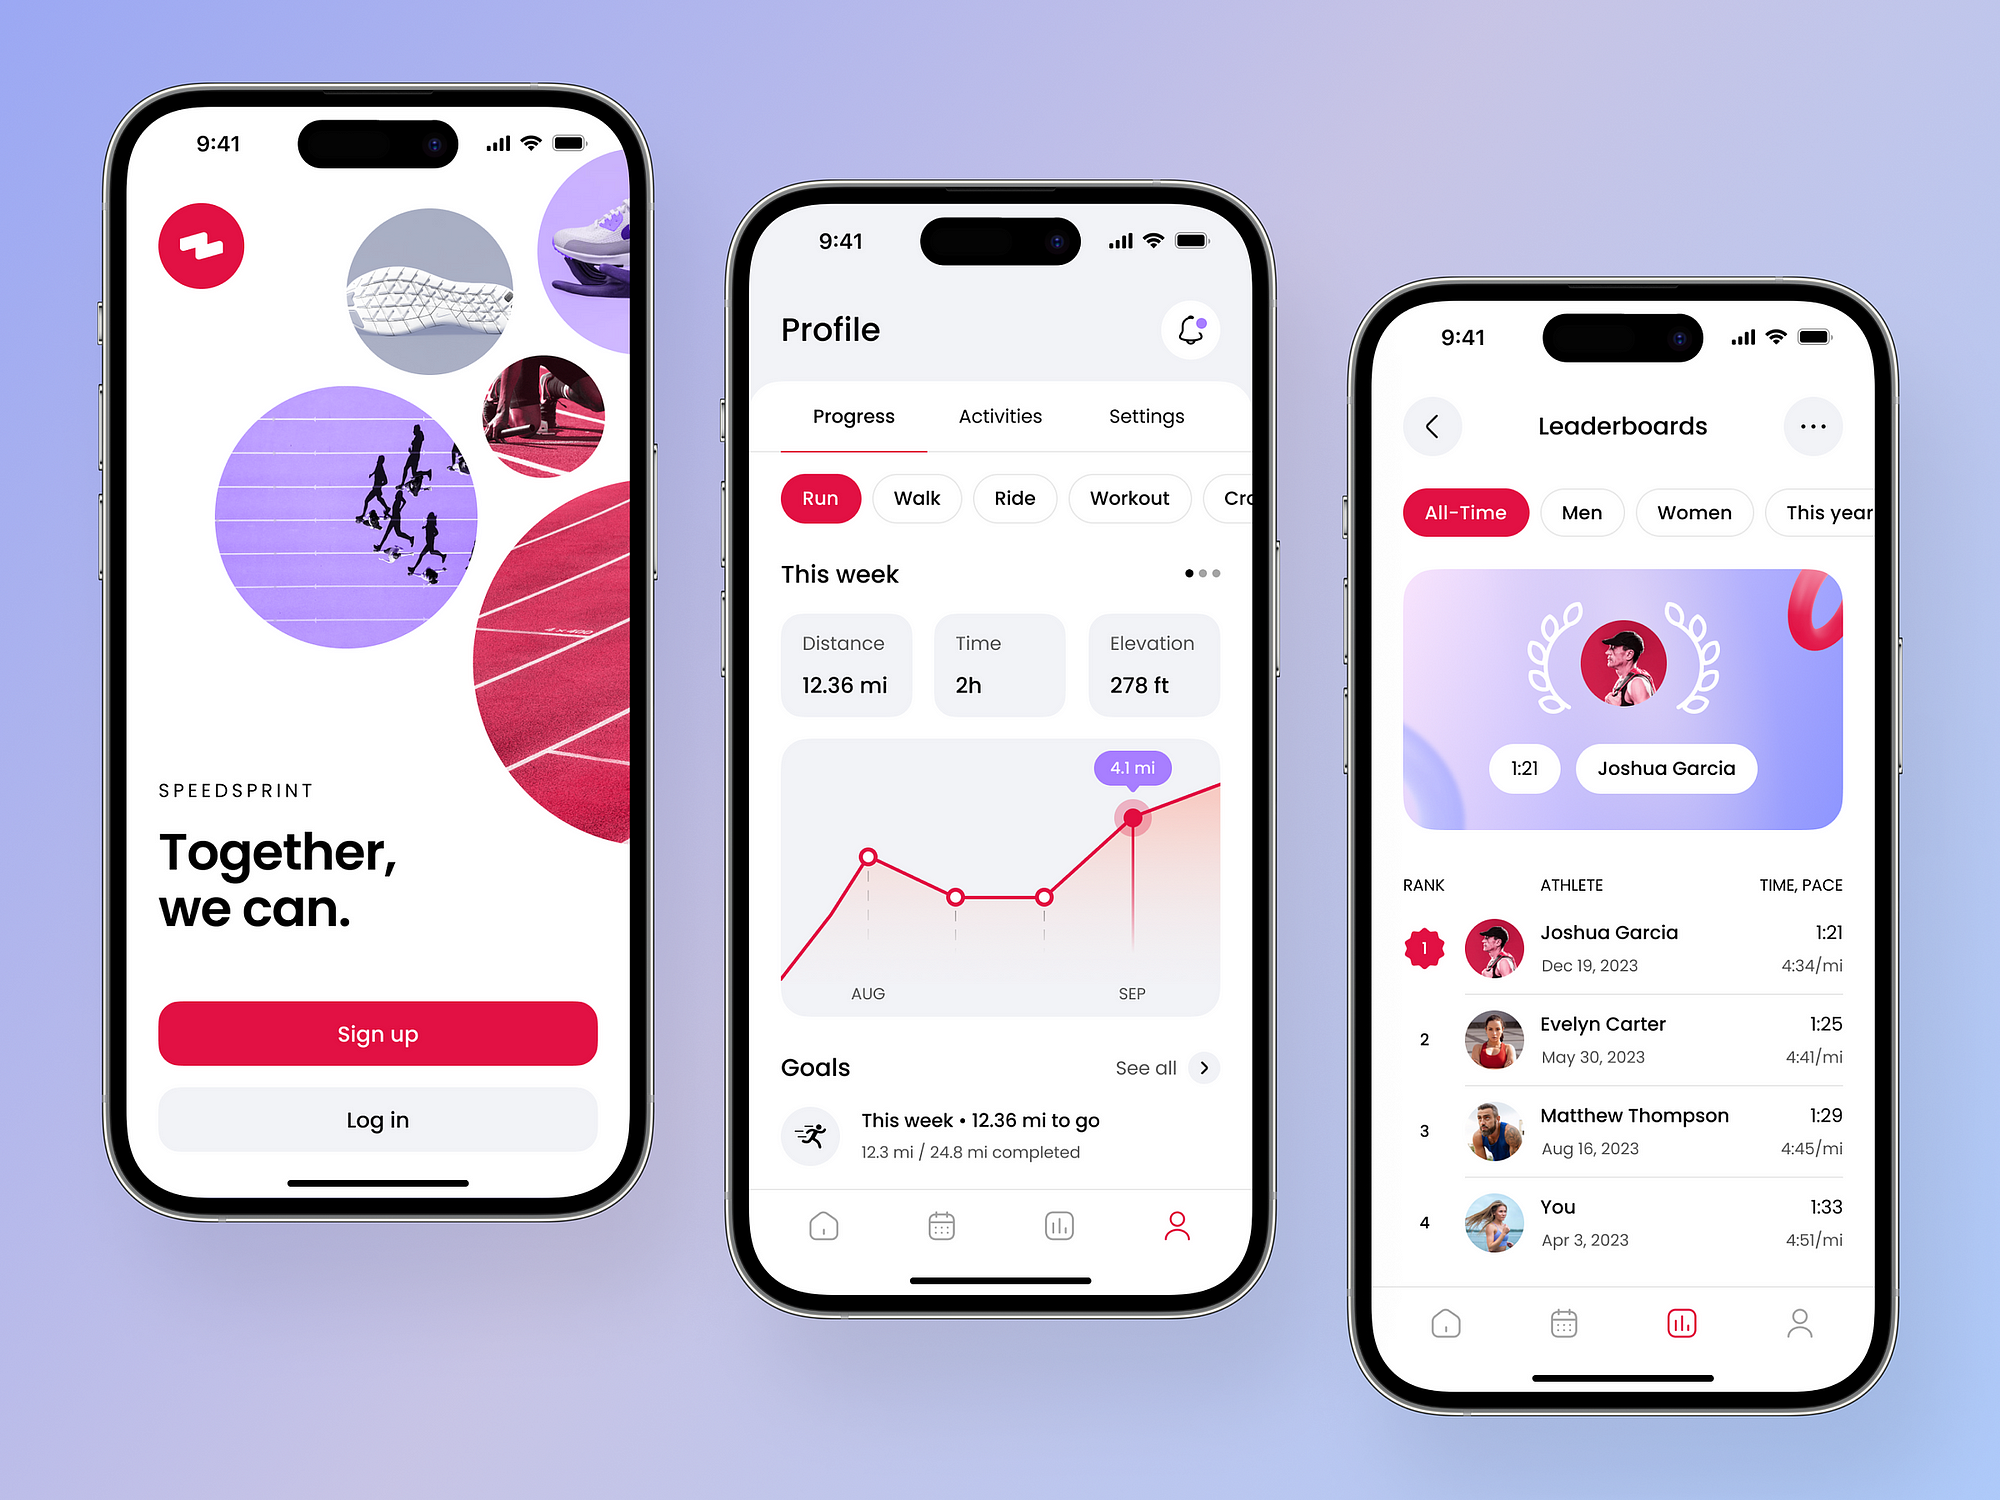 9:41
SPEEDSPRINT
Together,
we can.
Sign up
Log in
9:41
Profile
Progress Activities Settings
Run Walk Ride Workout Cro
This week
Distance Time Elevation
12.36 mi 2h 278 ft
4.1 mi
AUG SEP
Goals See all
This week • 12.36 mi to go
12.3 mi / 24.8 mi completed
9:41
Leaderboards
All-Time Men Women This year
1:21 Joshua Garcia
RANK ATHLETE TIME, PACE
1 Joshua Garcia 1:21
Dec 19, 2023 4:34/mi
2 Evelyn Carter 1:25
May 30, 2023 4:41/mi
3 Matthew Thompson 1:29
Aug 16, 2023 4:45/mi
4 You 1:33
Apr 3, 2023 4:51/mi